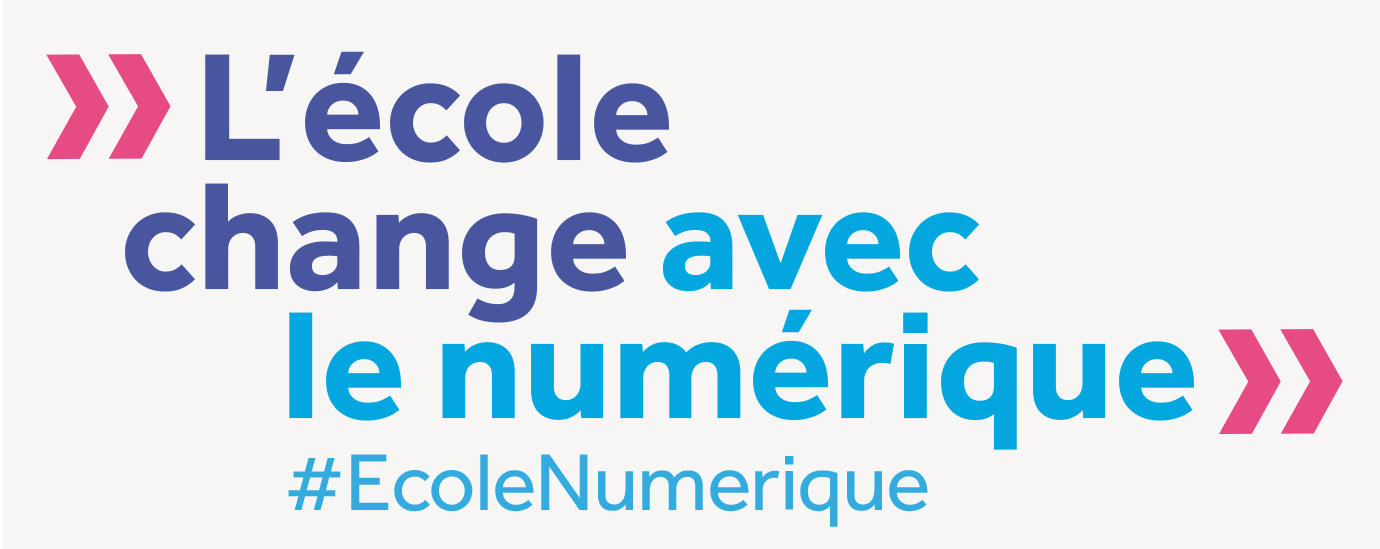 » L’école
change avec
le numérique »
#EcoleNumerique